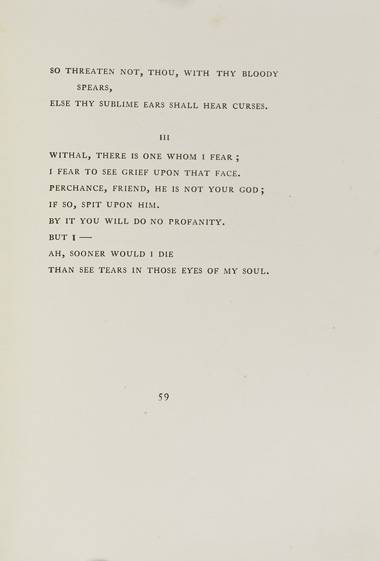 SO THREATEN NOT, THOU, WITH THY BLOODY
SPEARS,
ELSE THY SUBLIME EARS SHALL HEAR CURSES.
III
WITHAL, THERE IS ONE WHOM I FEAR;
I FEAR TO SEE GRIEF UPON THAT FACE.
PERCHANCE, FRIEND, HE IS NOT YOUR GOD;
IF SO, SPIT UPON HIM.
BY IT YOU WILL DO NO PROFANITY.
BUT I —
AH, SOONER WOULD I DIE
THAN SEE TEARS IN THOSE EYES OF MY SOUL.
59